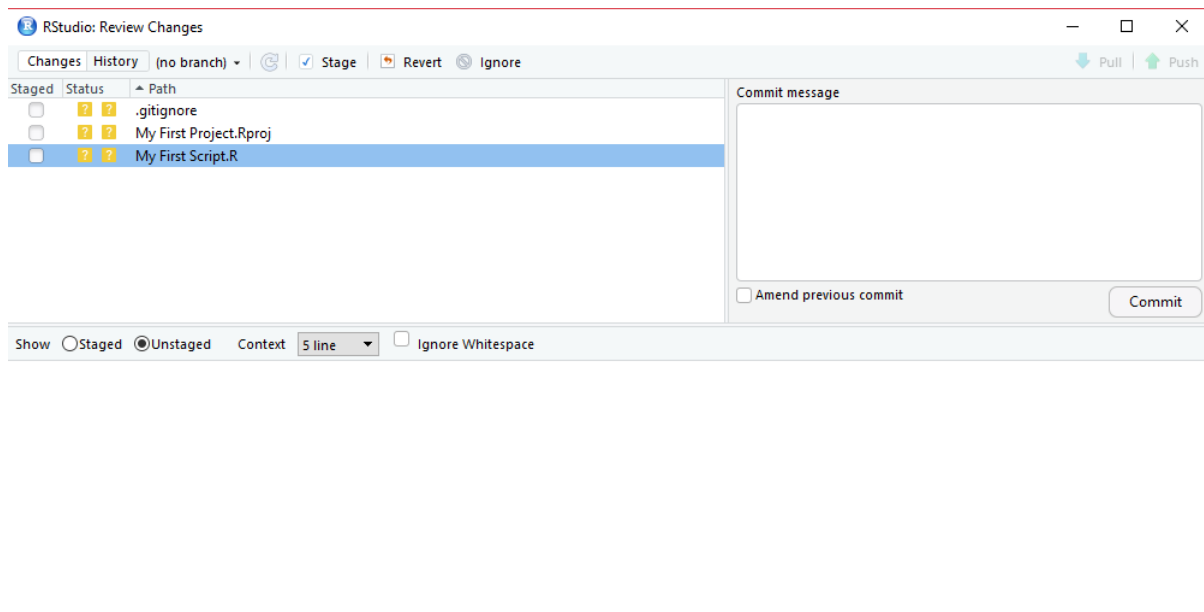 RStudio: Review Changes
Changes History (no branch) Stage Revert Ignore Pull Push
Staged Status Path
? ? .gitignore
? ? My First Project.Rproj
? ? My First Script.R
Commit message
Amend previous commit
Commit
Show Staged Unstaged Context 5 line Ignore Whitespace